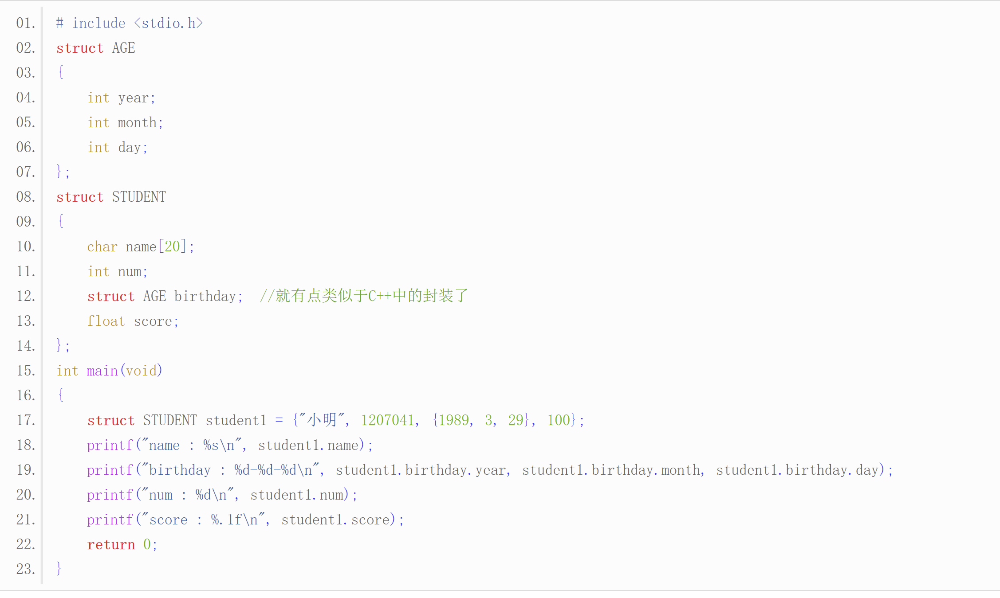 01. # include <stdio.h>
02. struct AGE
03. {
04.     int year;
05.     int month;
06.     int day;
07. };
08. struct STUDENT
09. {
10.     char name[20];
11.     int num;
12.     struct AGE birthday;  //就有点类似于C++中的封装了
13.     float score;
14. };
15. int main(void)
16. {
17.     struct STUDENT student1 = {"小明", 1207041, {1989, 3, 29}, 100};
18.     printf("name : %s\n", student1.name);
19.     printf("birthday : %d-%d-%d\n", student1.birthday.year, student1.birthday.month, student1.birthday.day);
20.     printf("num : %d\n", student1.num);
21.     printf("score : %.1f\n", student1.score);
22.     return 0;
23. }